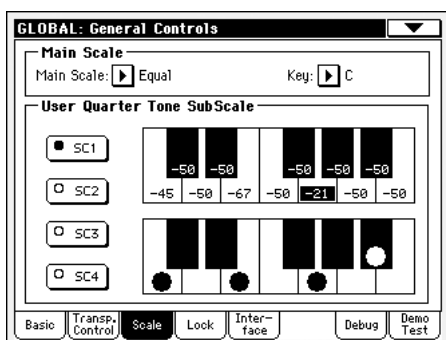 GLOBAL: General Controls
Main Scale
Main Scale: Equal Key: C
User Quarter Tone SubScale
SC1
-50 -50 -50 -50 -50
SC2
-45 -50 -67 -50 -21 -50 -50
SC3
SC4
Basic Transp. Control Scale Lock Inter-face Debug Demo Test